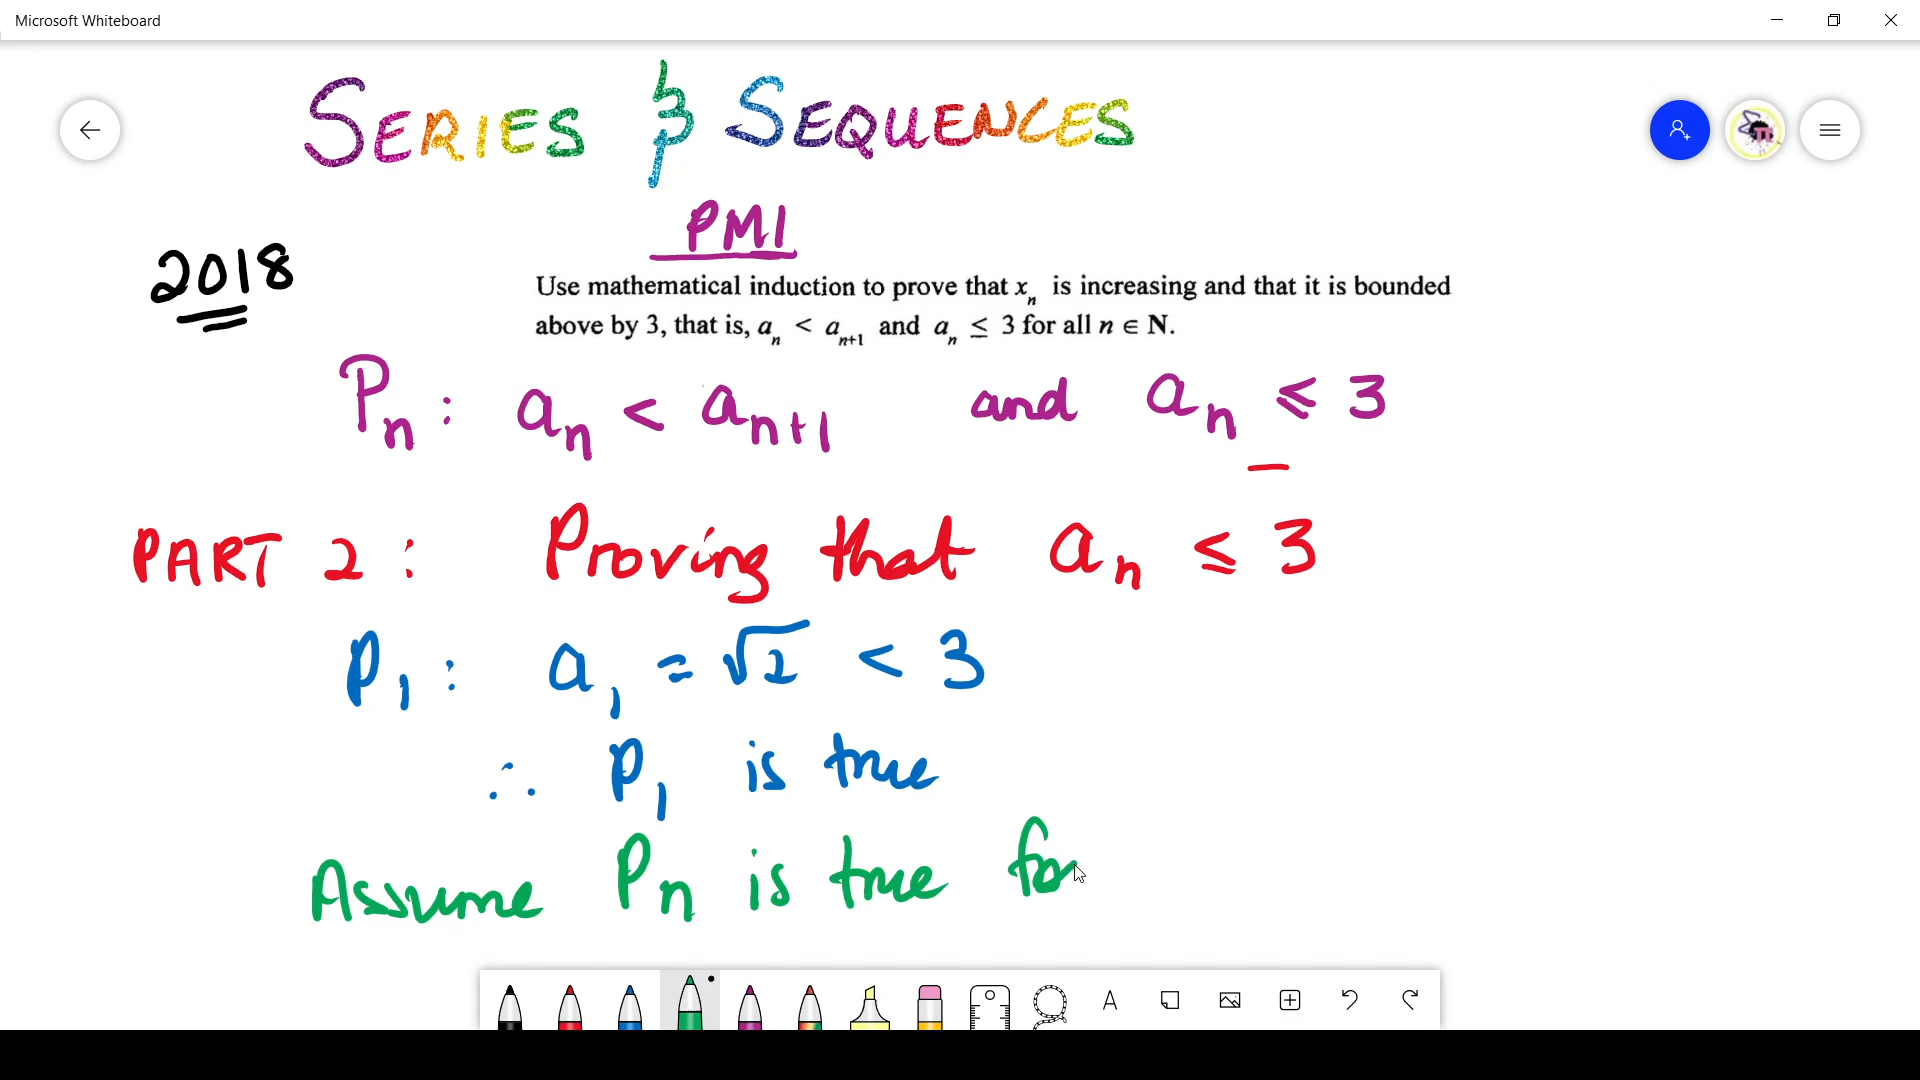 Microsoft Whiteboard
SERIES & SEQUENCES
PMI
2018
Use mathematical induction to prove that xₙ is increasing and that it is bounded
above by 3, that is, aₙ < aₙ₊₁ and aₙ ≤ 3 for all n ∈ N.
Pₙ : aₙ < aₙ₊₁ and aₙ ≤ 3
PART 2 : Proving that aₙ ≤ 3
P₁ : a₁ = √2 < 3
∴ P₁ is true
Assume Pₙ is true for